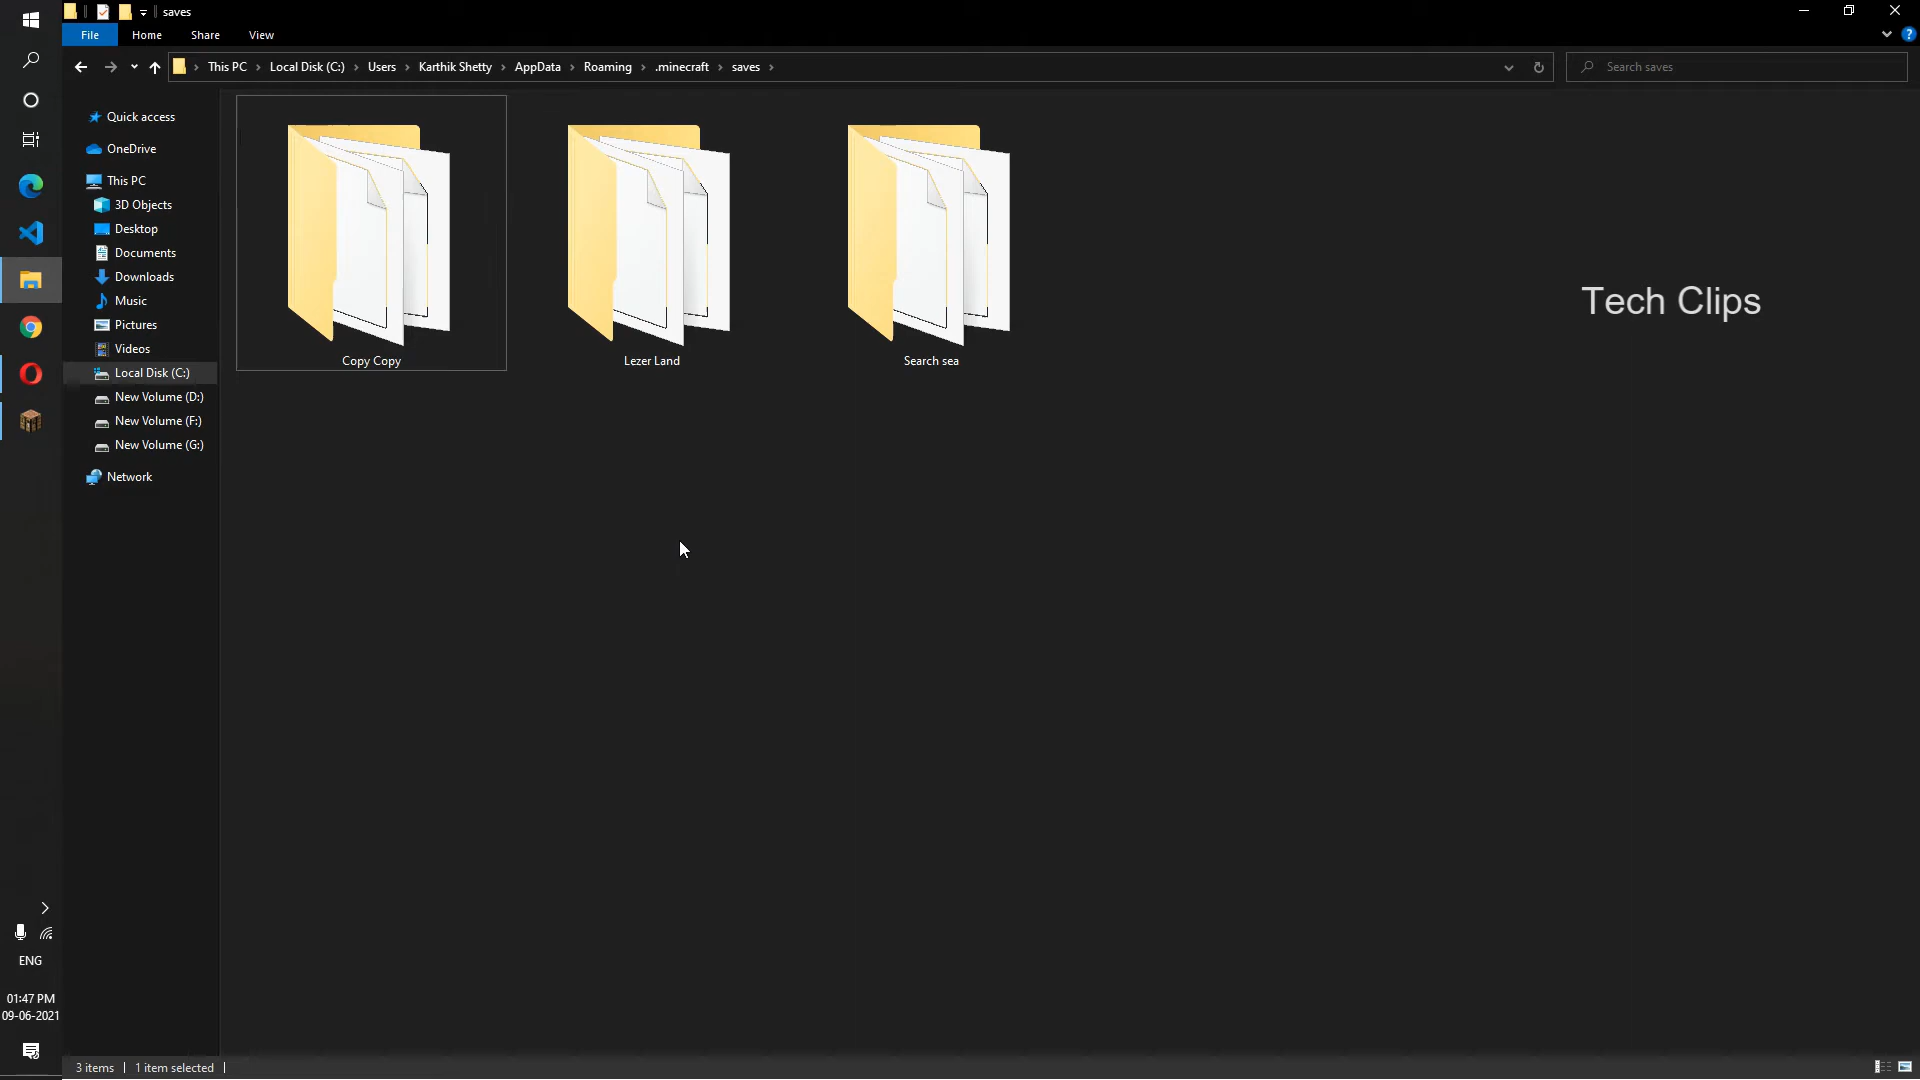 saves
File Home Share View
This PC Local Disk (C:) Users Karthik Shetty AppData Roaming .minecraft saves
Search saves
Quick access
OneDrive
This PC
3D Objects
Desktop
Documents
Downloads
Music
Pictures
Videos
Local Disk (C:)
New Volume (D:)
New Volume (F:)
New Volume (G:)
Network
Copy Copy
Lezer Land
Search sea
Tech Clips
ENG
01:47 PM
09-06-2021
3 items
1 item selected